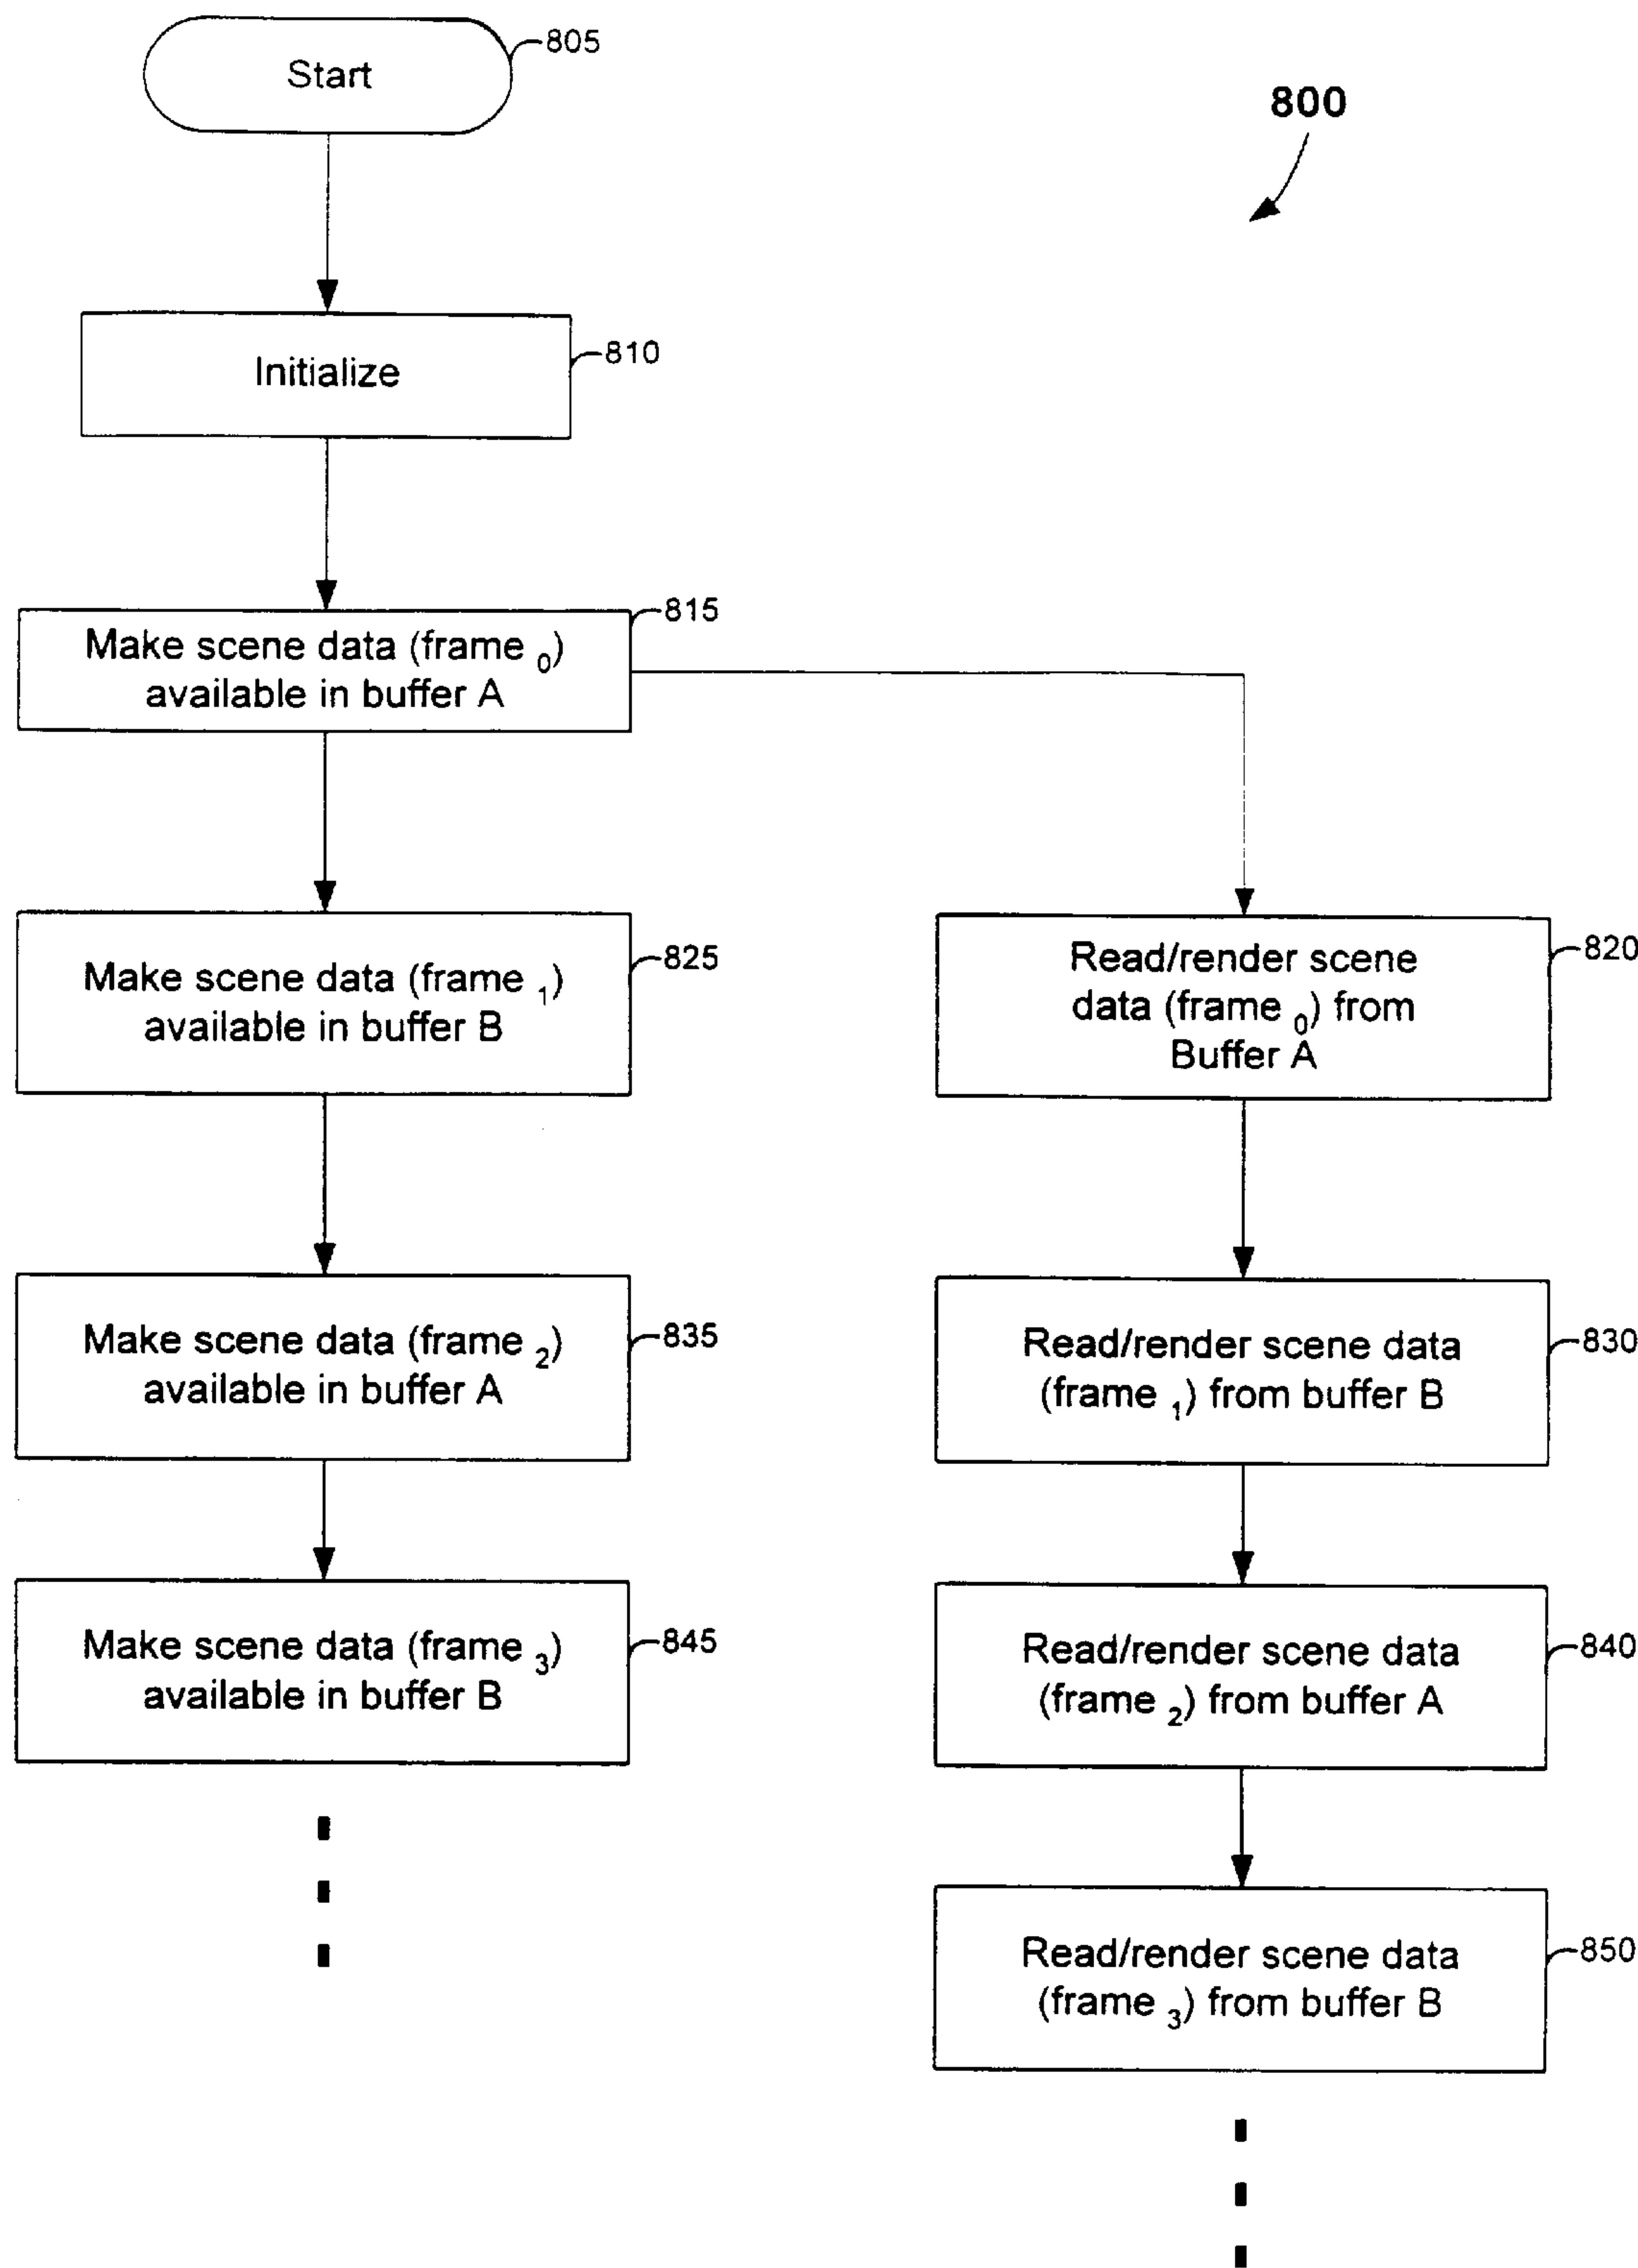 Start
805
800
Initialize
810
Make scene data (frame 0)
available in buffer A
815
Make scene data (frame 1)
available in buffer B
825
Read/render scene
data (frame 0) from
Buffer A
820
Make scene data (frame 2)
available in buffer A
835
Read/render scene data
(frame 1) from buffer B
830
Make scene data (frame 3)
available in buffer B
845
Read/render scene data
(frame 2) from buffer A
840
Read/render scene data
(frame 3) from buffer B
850